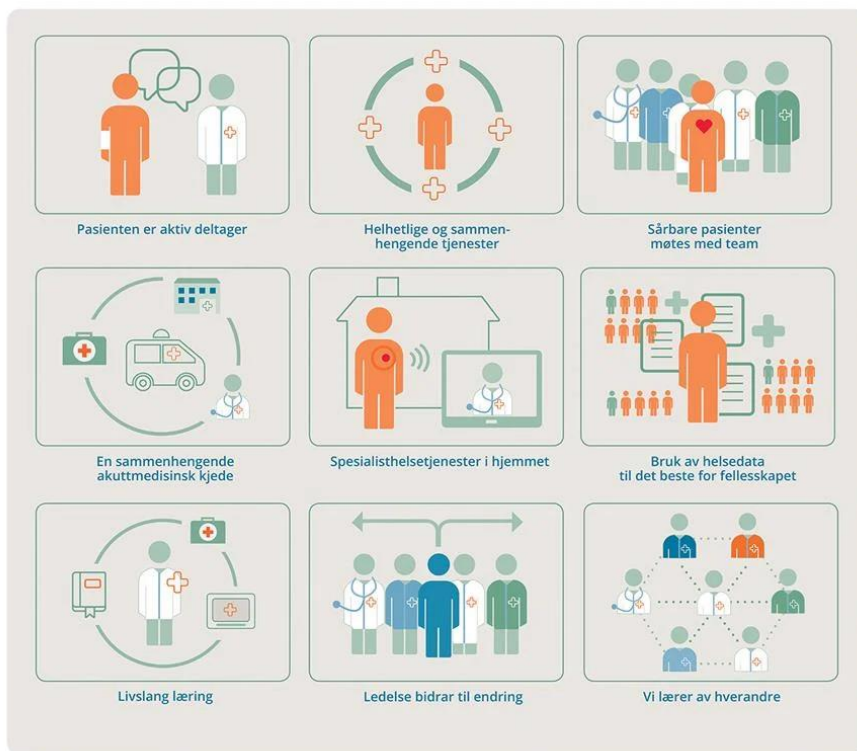 Pasienten er aktiv deltager
Helhetlige og sammen-
hengende tjenester
Sårbare pasienter
møtes med team
En sammenhengende
akuttmedisinsk kjede
Spesialisthelsetjenester i hjemmet
Bruk av helsedata
til det beste for fellesskapet
Livslang læring
Ledelse bidrar til endring
Vi lærer av hverandre